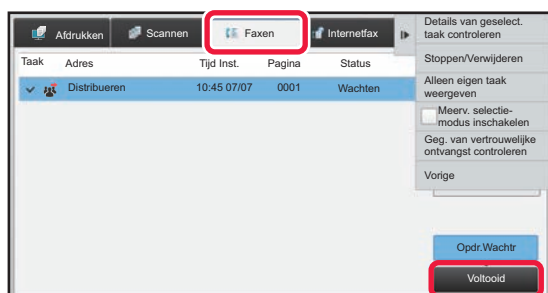 Afdrukken
Scannen
Faxen
Internetfax
Taak
Adres
Tijd Inst.
Pagina
Status
Distribueren
10:45 07/07
0001
Wachten
Details van geselect.
taak controleren
Stoppen/Verwijderen
Alleen eigen taak
weergeven
Meerv. selectie-
modus inschakelen
Geg. van vertrouwelijke
ontvangst controleren
Vorige
Opdr.Wachtr
Voltooid